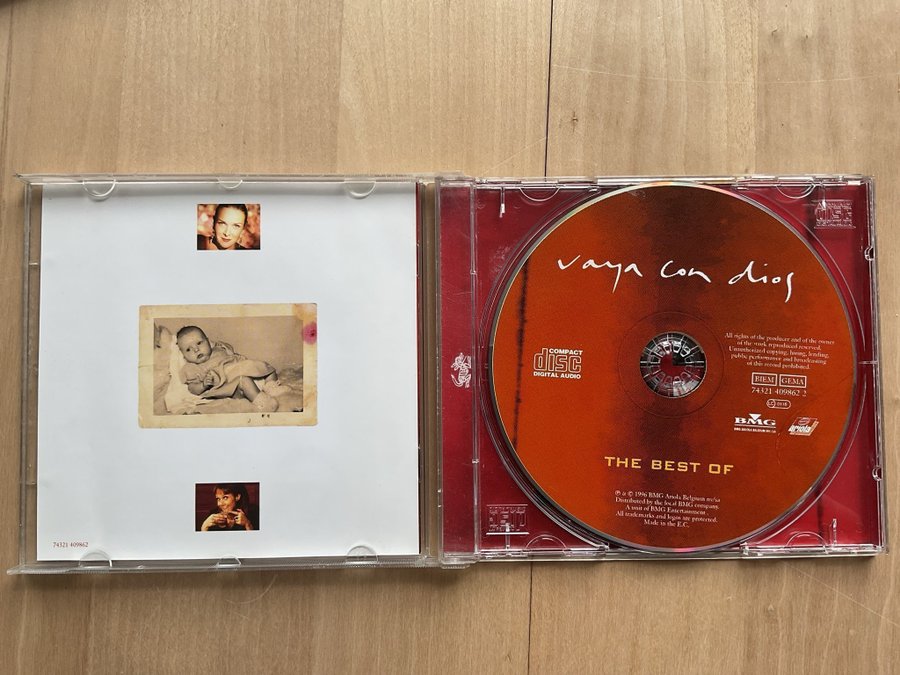 74321 409862
vaya con dios
COMPACT
disc
DIGITAL AUDIO
All rights of the producer and of the owner
of the work reproduced reserved.
Unauthorized copying, hiring, lending,
public performance and broadcasting
of this record prohibited.
BIEM GEMA
74321 409862 2
BMG
ariola
THE BEST OF
℗ & © 1996 BMG Ariola Belgium nv/sa
Distributed by the local BMG company.
A unit of BMG Entertainment.
All trademarks and logos are protected.
Made in the E.C.